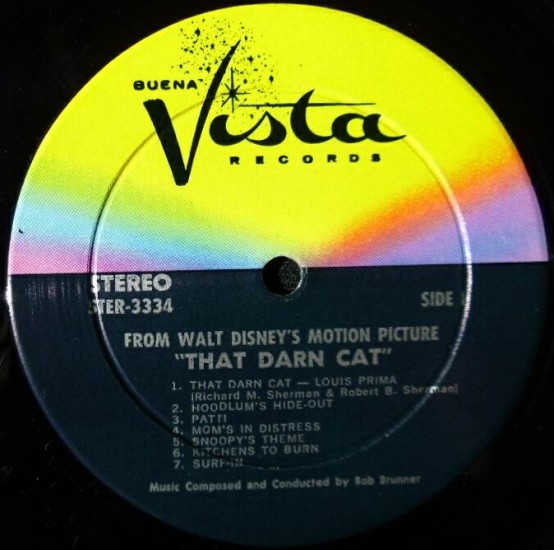 BUENA
Vista
RECORDS
STEREO
STER-3334
SIDE
FROM WALT DISNEY'S MOTION PICTURE
"THAT DARN CAT"
1. THAT DARN CAT — LOUIS PRIMA
(Richard M. Sherman & Robert B. Sherman)
2. HOODLUM'S HIDE-OUT
3. PATTI
4. MOM'S IN DISTRESS
5. SNOOPY'S THEME
6. KITCHENS TO BURN
7. SURFIN
Music Composed and Conducted by Bob Brunner